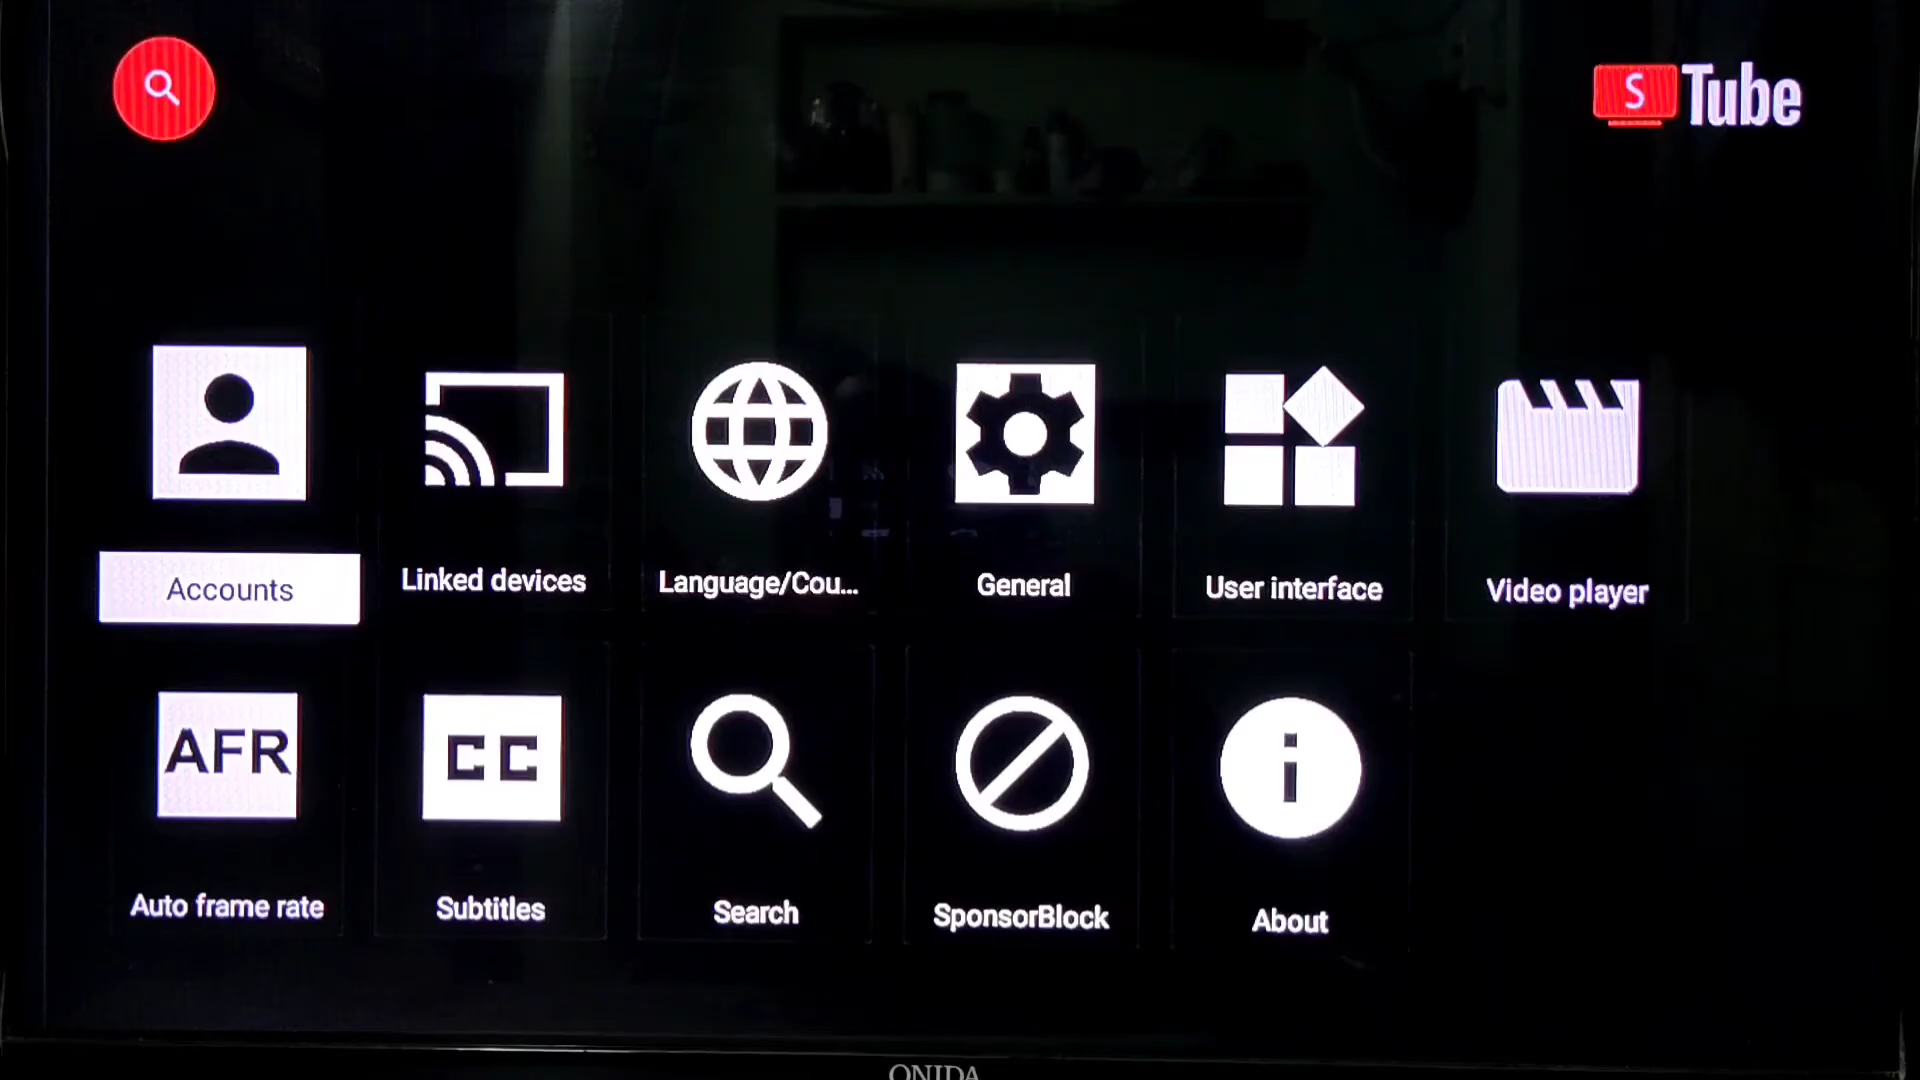 S Tube
Accounts
Linked devices
Language/Cou...
General
User interface
Video player
AFR
CC
Auto frame rate
Subtitles
Search
SponsorBlock
About
ONIDA